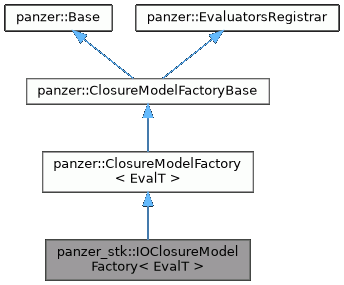 panzer::Base
panzer::EvaluatorsRegistrar
panzer::ClosureModelFactoryBase
panzer::ClosureModelFactory
< EvalT >
panzer_stk::IOClosureModel
Factory< EvalT >